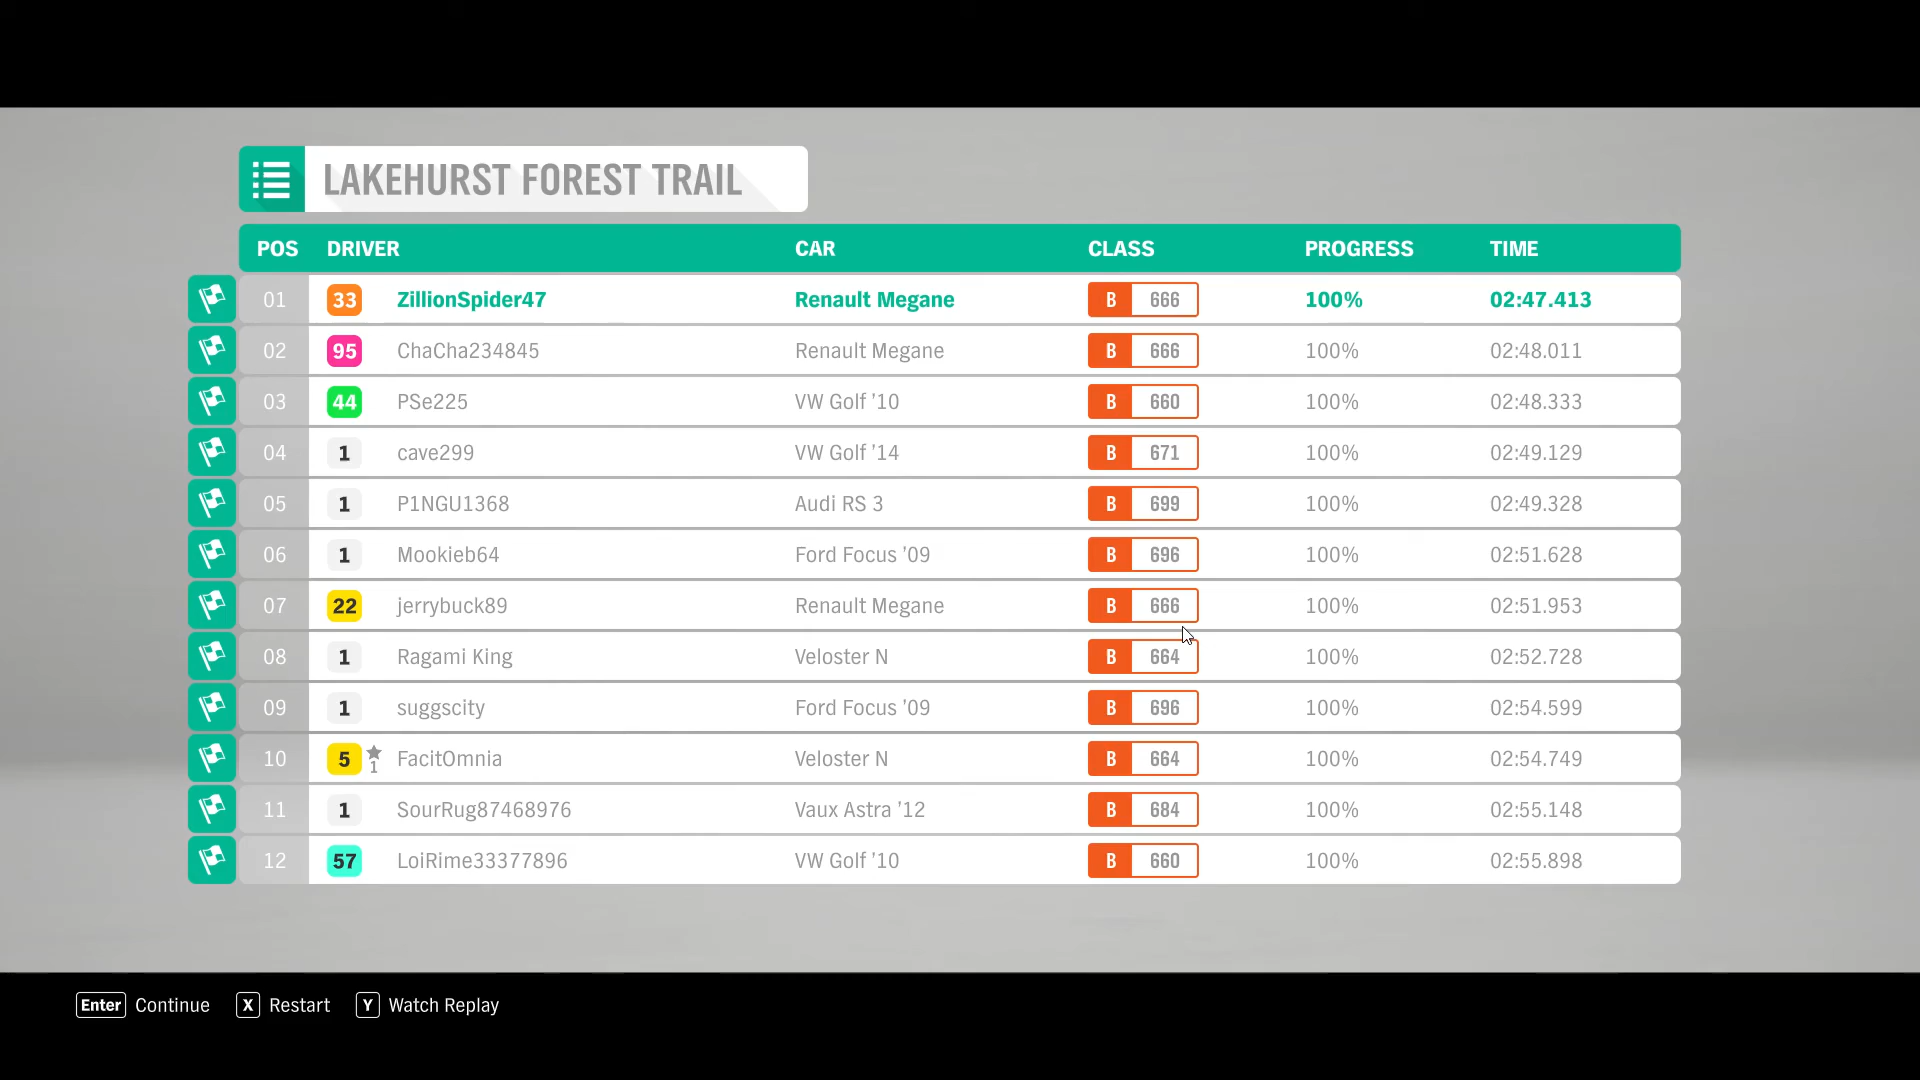 LAKEHURST FOREST TRAIL
POS DRIVER CAR CLASS PROGRESS TIME
01 33 ZillionSpider47 Renault Megane B 666 100% 02:47.413
02 95 ChaCha234845 Renault Megane B 666 100% 02:48.011
03 44 PSe225 VW Golf ’10 B 660 100% 02:48.333
04 1 cave299 VW Golf ’14 B 671 100% 02:49.129
05 1 P1NGU1368 Audi RS 3 B 699 100% 02:49.328
06 1 Mookieb64 Ford Focus ’09 B 696 100% 02:51.628
07 22 jerrybuck89 Renault Megane B 666 100% 02:51.953
08 1 Ragami King Veloster N B 664 100% 02:52.728
09 1 suggscity Ford Focus ’09 B 696 100% 02:54.599
10 5 1 FacitOmnia Veloster N B 664 100% 02:54.749
11 1 SourRug87468976 Vaux Astra ’12 B 684 100% 02:55.148
12 57 LoiRime33377896 VW Golf ’10 B 660 100% 02:55.898
Enter Continue X Restart Y Watch Replay